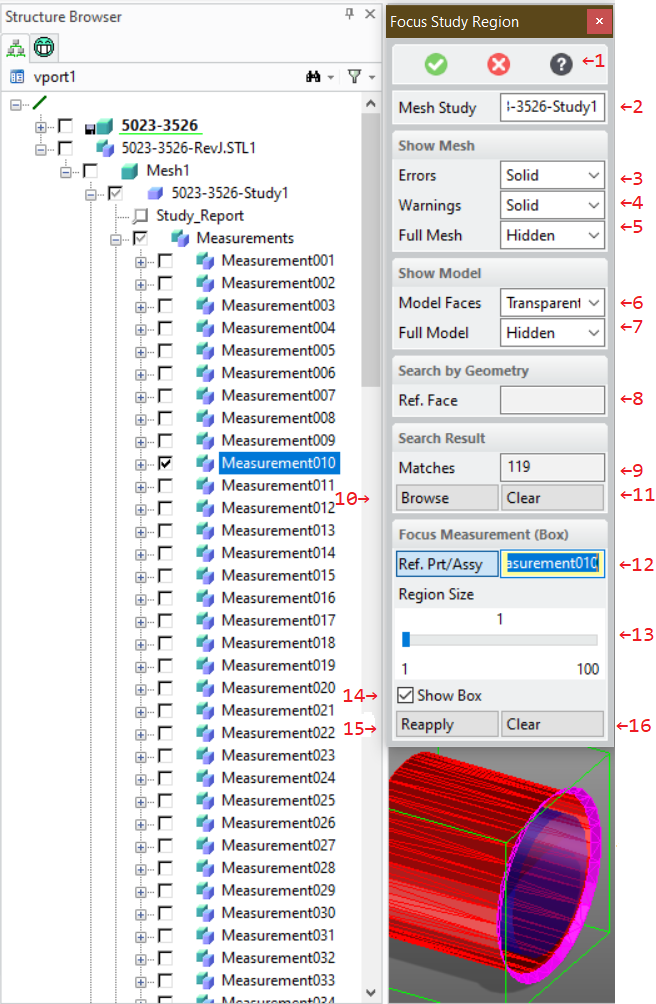 Structure Browser
vport1
5023-3526
5023-3526-RevJ.STL1
Mesh1
5023-3526-Study1
Study_Report
Measurements
Measurement001
Measurement002
Measurement003
Measurement004
Measurement005
Measurement006
Measurement007
Measurement008
Measurement009
Measurement010
Measurement011
Measurement012
Measurement013
Measurement014
Measurement015
Measurement016
Measurement017
Measurement018
Measurement019
Measurement020
Measurement021
Measurement022
Measurement023
Measurement024
Measurement025
Measurement026
Measurement027
Measurement028
Measurement029
Measurement030
Measurement031
Measurement032
Measurement033
Measurement034
Focus Study Region
←1
Mesh Study -3526-Study1 ←2
Show Mesh
Errors Solid ←3
Warnings Solid ←4
Full Mesh Hidden ←5
Show Model
Model Faces Transparent ←6
Full Model Hidden ←7
Search by Geometry
Ref. Face ←8
Search Result
Matches 119 ←9
10→ Browse Clear ←11
Focus Measurement (Box)
Ref. Prt/Assy asurement010 ←12
Region Size
1
←13
1 100
14→ Show Box
15→ Reapply Clear ←16